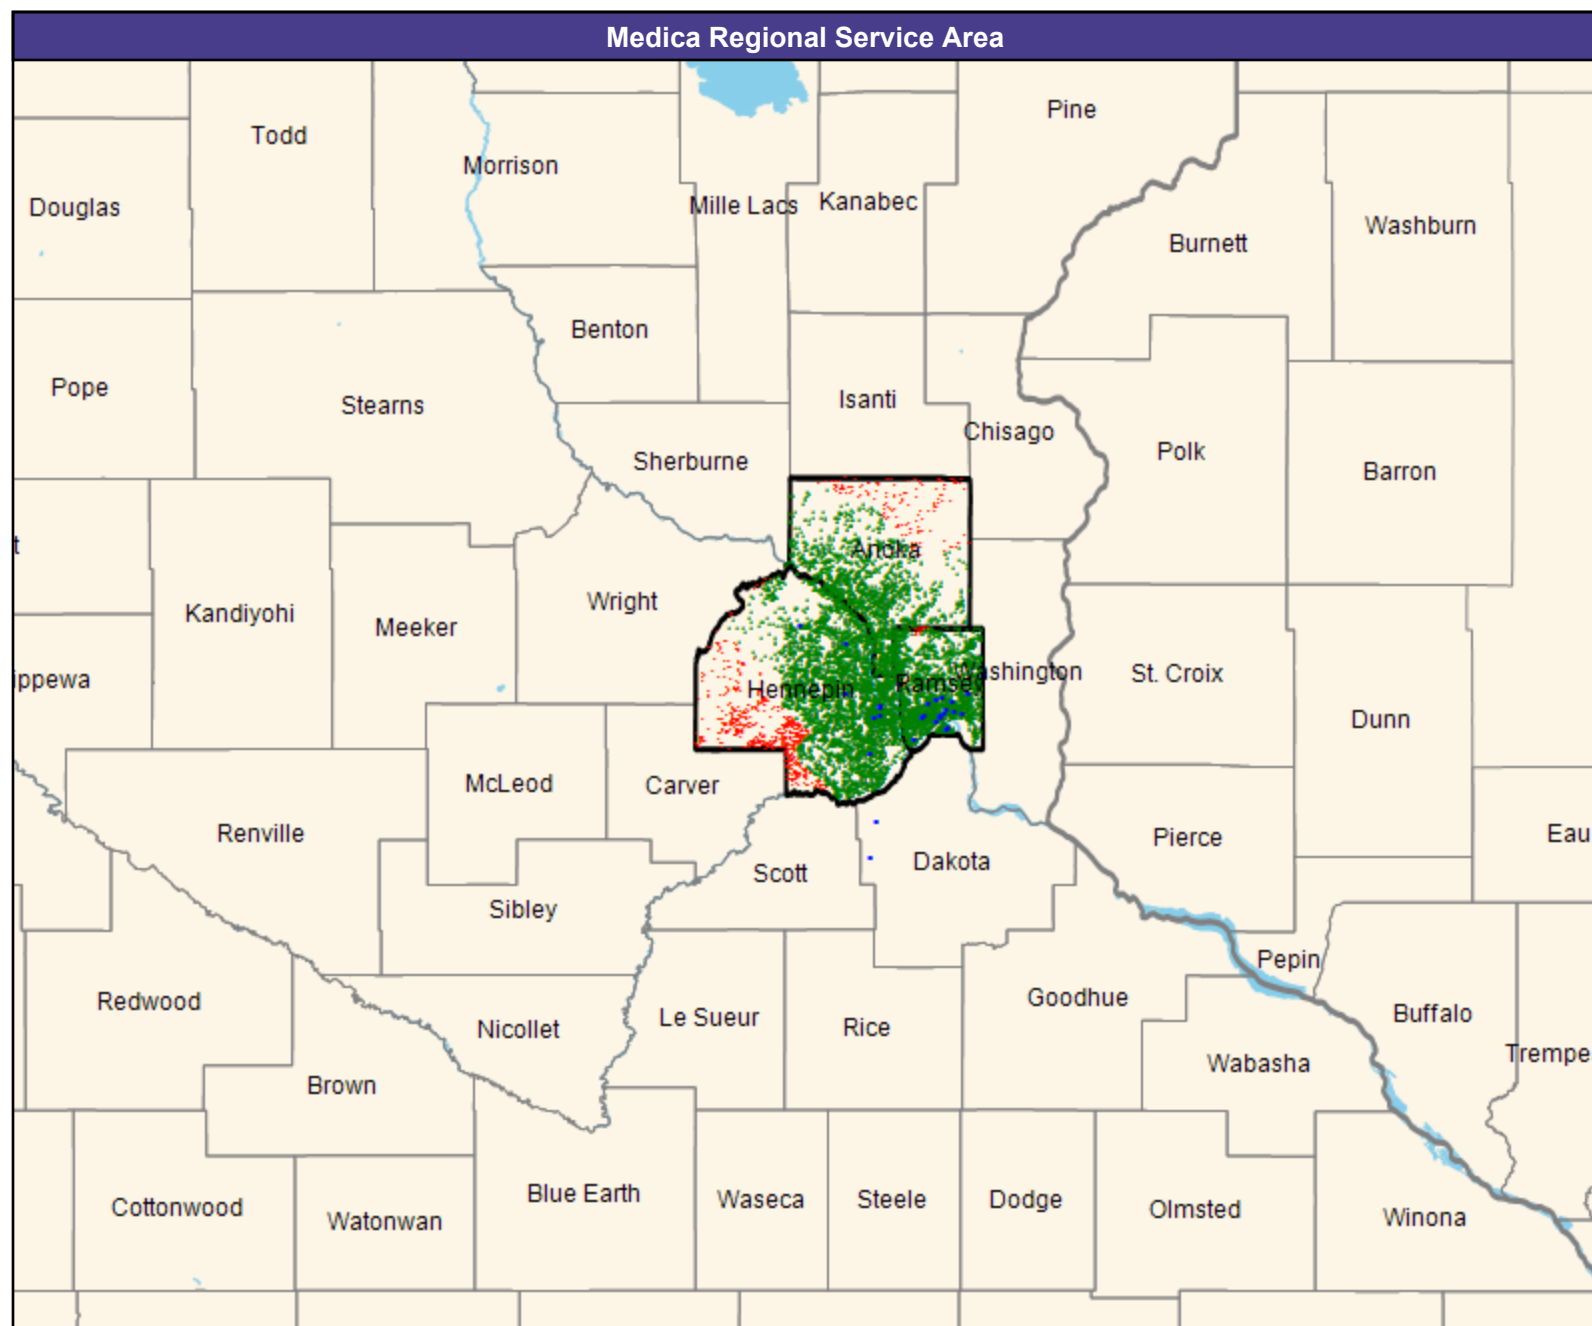 Medica Regional Service Area
Pine
Todd
Morrison
Douglas
Mille Lacs
Kanabec
Washburn
Burnett
Benton
Pope
Stearns
Isanti
Chisago
Polk
Sherburne
Barron
t
Anoka
Wright
Kandiyohi
Meeker
ippewa
Hennepin
Ramsey
Washington
St. Croix
Dunn
McLeod
Carver
Renville
Pierce
Eau
Scott
Dakota
Sibley
Pepin
Redwood
Goodhue
Nicollet
Le Sueur
Rice
Buffalo
Trempe
Wabasha
Brown
Blue Earth
Waseca
Steele
Dodge
Cottonwood
Watonwan
Olmsted
Winona